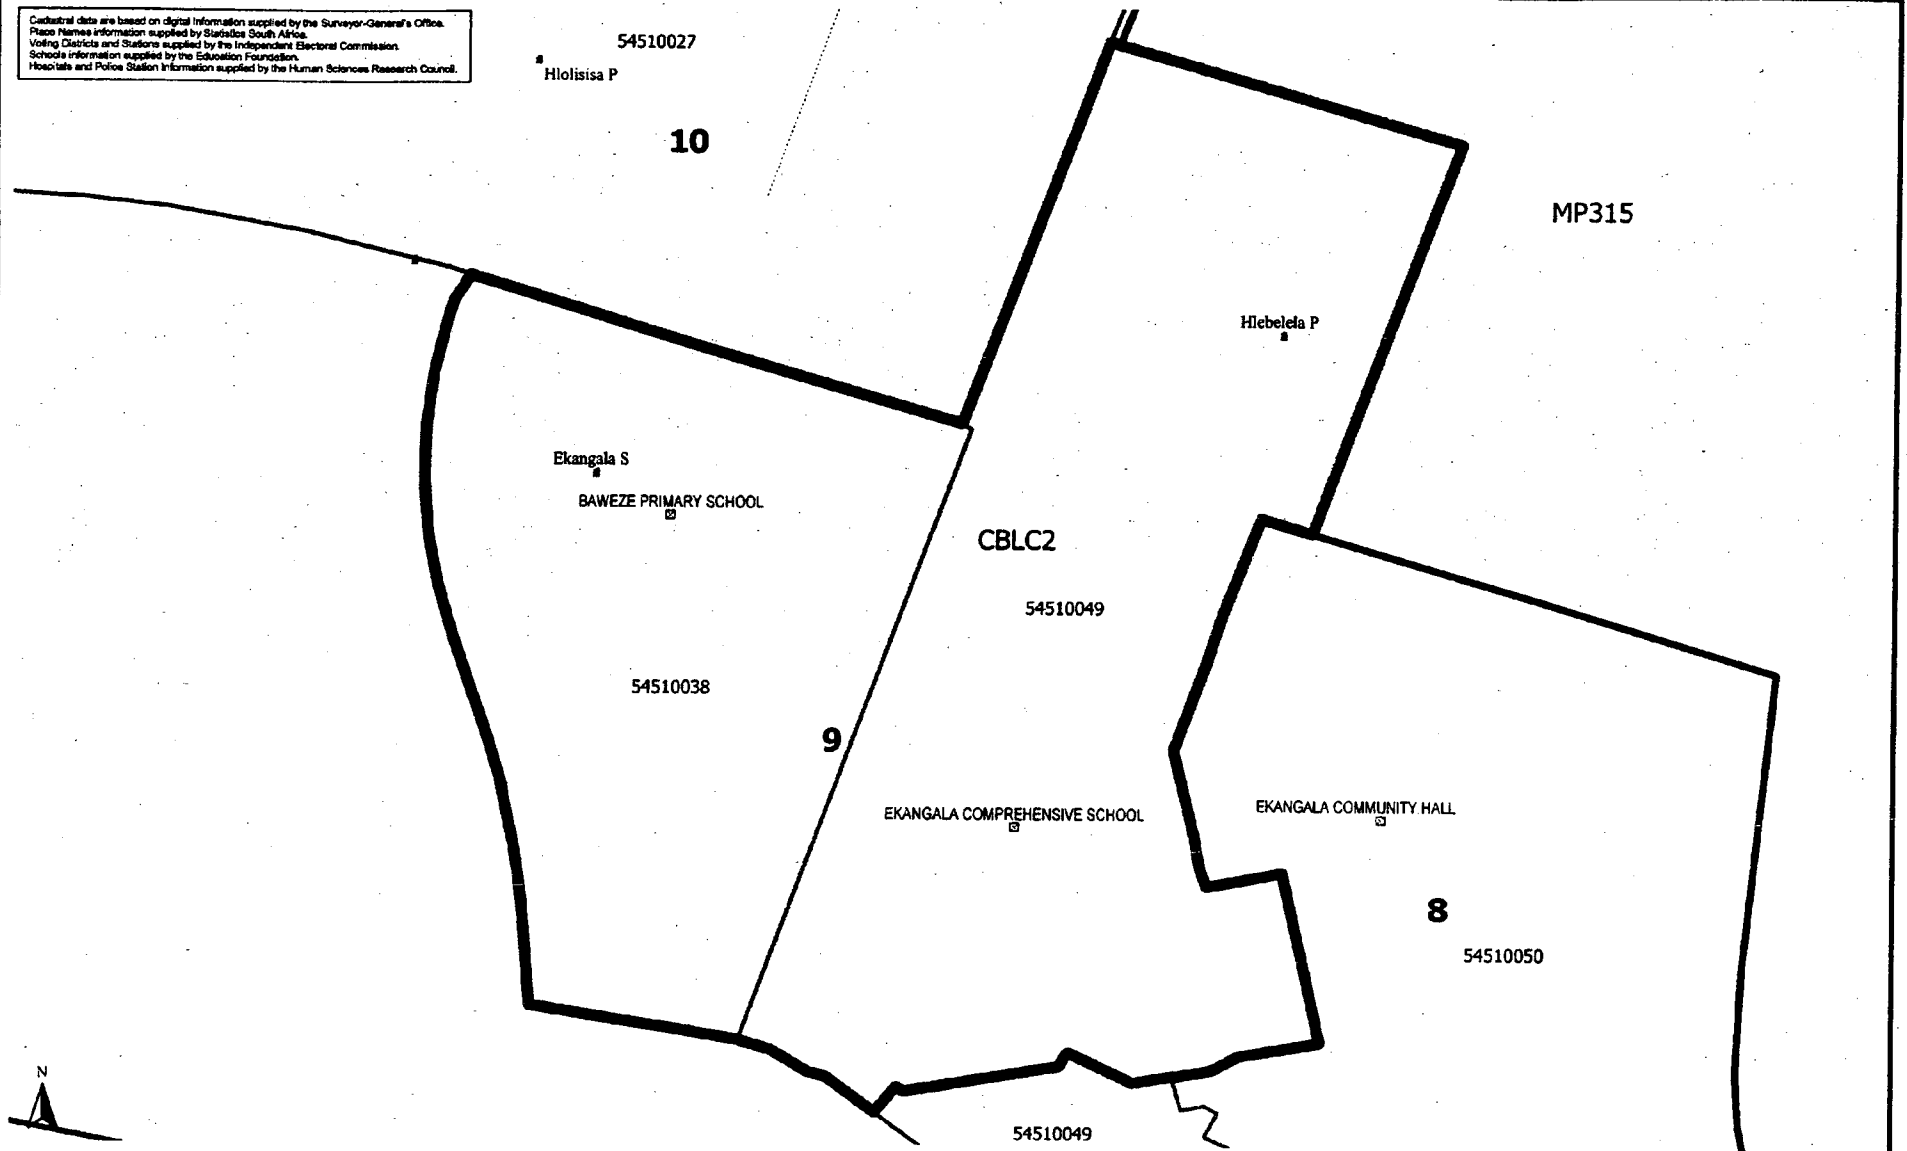 Cadastral data are based on digital information supplied by the Surveyor-General's Office.
Place Names information supplied by Statistics South Africa.
Voting Districts and Stations supplied by the Independent Electoral Commission.
Schools information supplied by the Education Foundation.
Hospitals and Police Station Information supplied by the Human Sciences Research Council.
54510027
Hlolisisa P
10
MP315
Hlebelela P
Ekangala S
BAWEZE PRIMARY SCHOOL
CBLC2
54510049
54510038
9
EKANGALA COMPREHENSIVE SCHOOL
EKANGALA COMMUNITY HALL
8
54510050
N
54510049